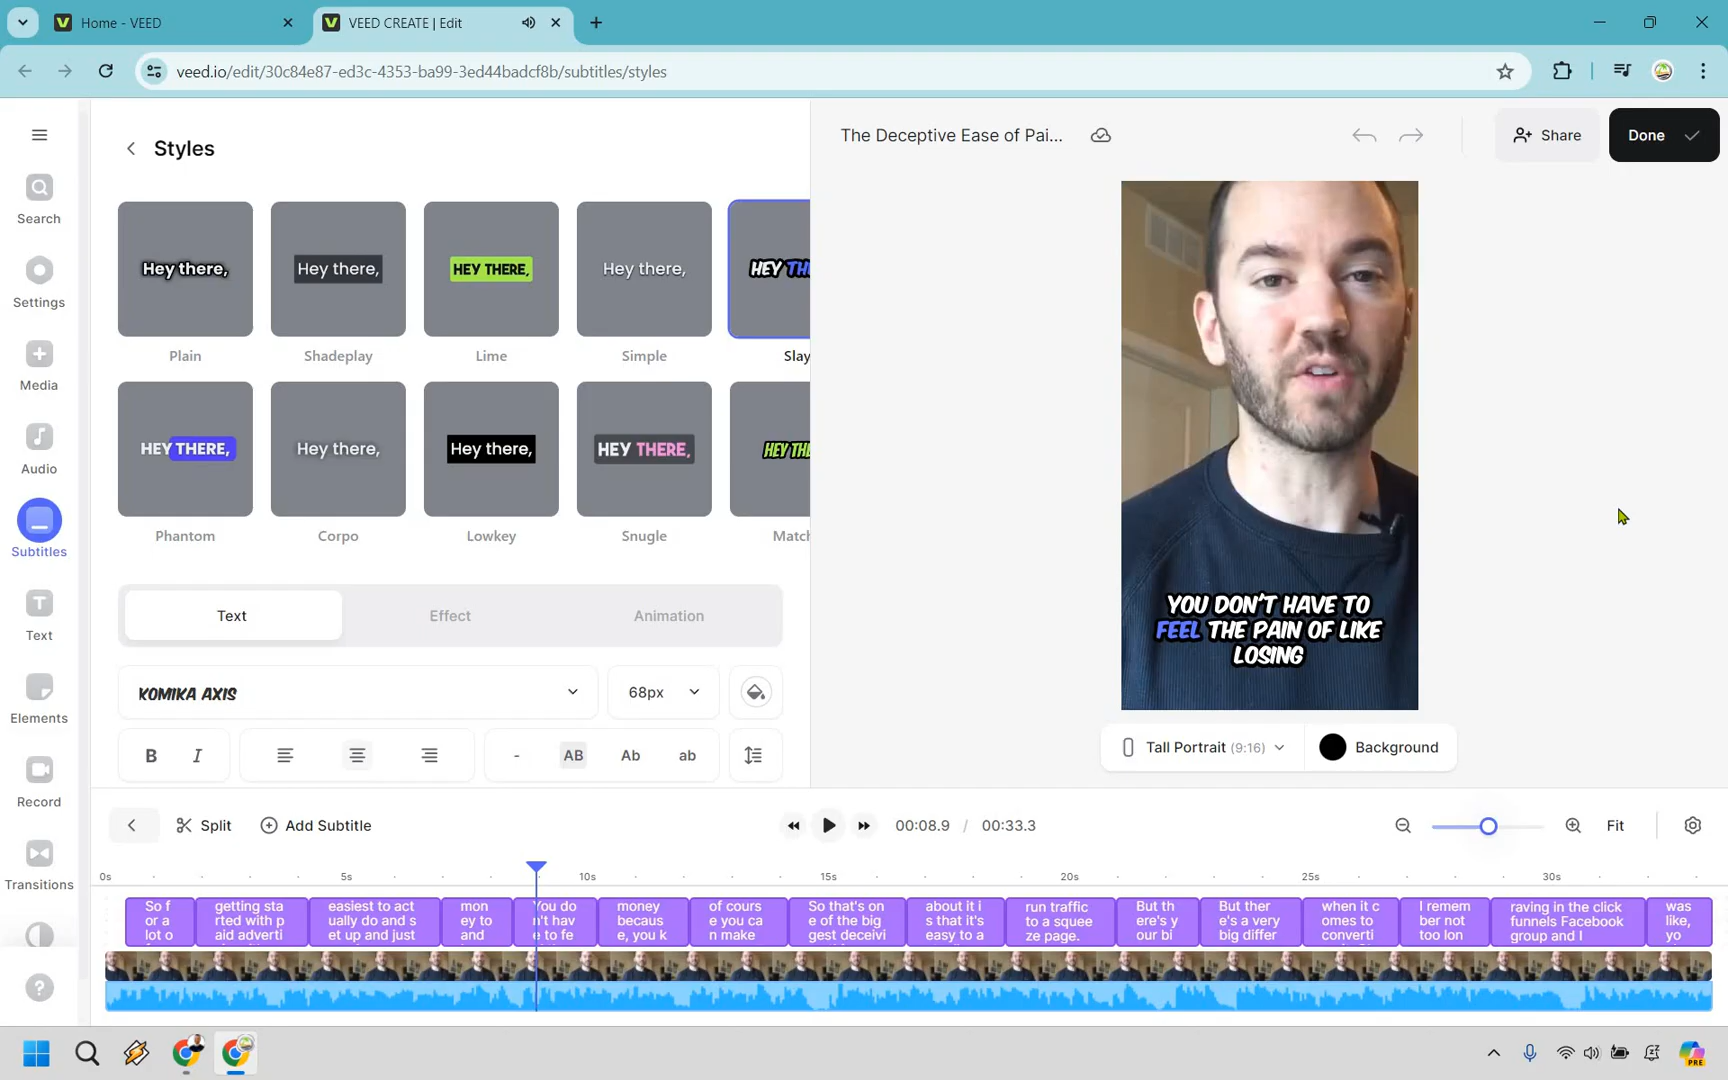 Home - VEED
VEED CREATE | Edit
veed.io/edit/30c84e87-ed3c-4353-ba99-3ed44badcf8b/subtitles/styles
Styles
The Deceptive Ease of Pai...
Share
Done
Search
Settings
Media
Audio
Subtitles
Text
Elements
Record
Transitions
Hey there,
Hey there,
HEY THERE,
Hey there,
HEY TH
Plain
Shadeplay
Lime
Simple
Slay
HEY THERE,
Hey there,
Hey there,
HEY THERE,
HEY TH
Phantom
Corpo
Lowkey
Snugle
Matc
Text
Effect
Animation
KOMIKA AXIS
68px
B
I
-
AB
Ab
ab
YOU DON'T HAVE TO
FEEL THE PAIN OF LIKE
LOSING
Tall Portrait (9:16)
Background
Split
Add Subtitle
00:08.9 / 00:33.3
Fit
0s
5s
10s
15s
20s
25s
30s
So f
or a
lot o
getting sta
rted with p
aid adverti
easiest to act
ually do and s
et up and just
mon
ey to
and
You do
n't hav
e to fe
money
becaus
e, you k
of cours
e you ca
n make
So that's on
e of the big
gest deceivi
about it i
s that it's
easy to a
run traffic
to a squee
ze page.
But th
ere's y
our bi
But ther
e's a very
big differ
when it c
omes to
converti
I remem
ber not
too lon
raving in the click
funnels Facebook
group and I
was
like,
yo
PRE